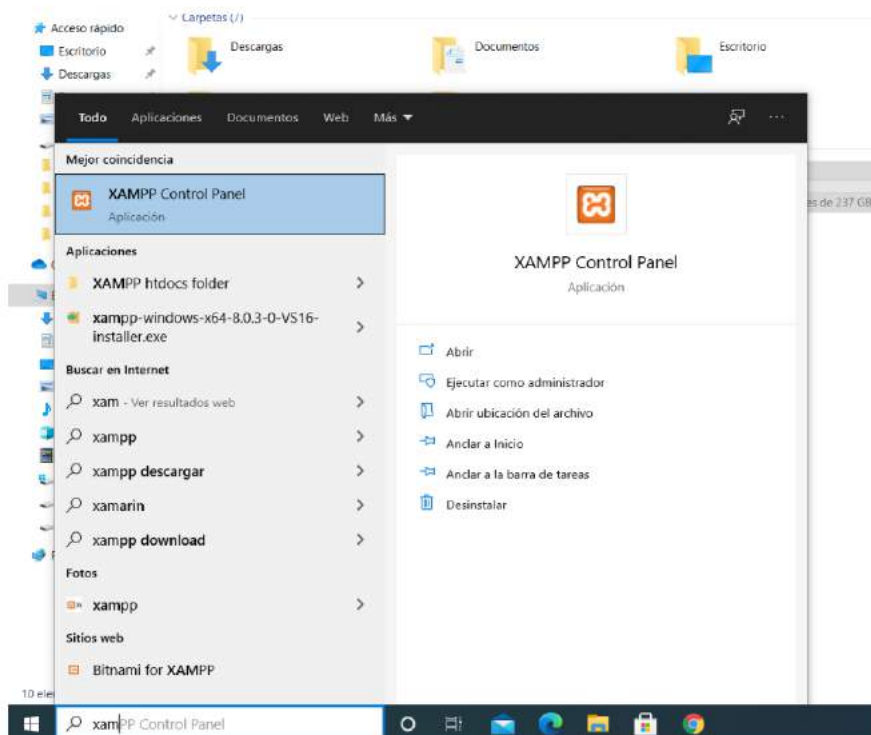 Carpetas (7)
Acceso rápido
Escritorio
Descargas
Descargas
Documentos
Escritorio
Todo Aplicaciones Documentos Web Más
Mejor coincidencia
XAMPP Control Panel
Aplicación
Aplicaciones
XAMPP htdocs folder
xampp-windows-x64-8.0.3-0-VS16-
installer.exe
Buscar en Internet
xam - Ver resultados web
xampp
xampp descargar
xamarin
xampp download
Fotos
xampp
Sitios web
Bitnami for XAMPP
XAMPP Control Panel
Aplicación
Abrir
Ejecutar como administrador
Abrir ubicación del archivo
Anclar a Inicio
Anclar a la barra de tareas
Desinstalar
de 237 GB
10
xamPP Control Panel